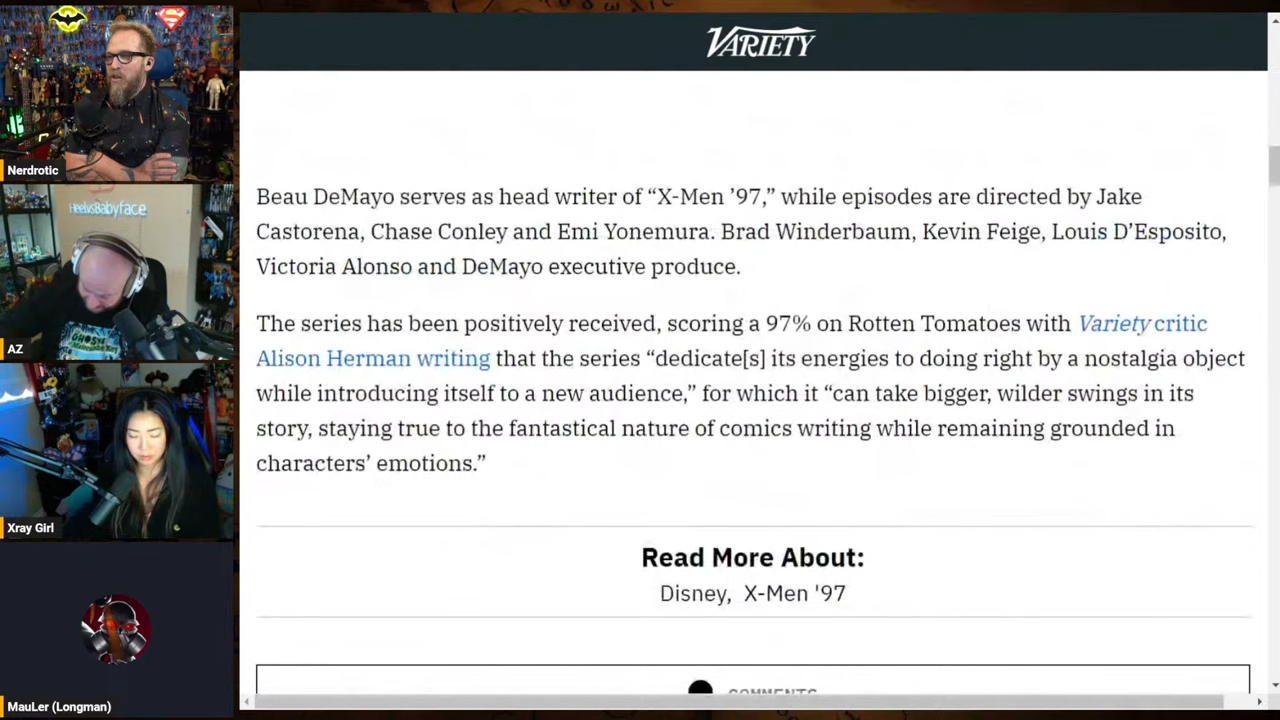 VARIETY
Nerdrotic
HeelvsBabyface
AZ
Xray Girl
MauLer (Longman)
Beau DeMayo serves as head writer of “X-Men ’97,” while episodes are directed by Jake
Castorena, Chase Conley and Emi Yonemura. Brad Winderbaum, Kevin Feige, Louis D’Esposito,
Victoria Alonso and DeMayo executive produce.
The series has been positively received, scoring a 97% on Rotten Tomatoes with Variety critic
Alison Herman writing that the series “dedicate[s] its energies to doing right by a nostalgia object
while introducing itself to a new audience,” for which it “can take bigger, wilder swings in its
story, staying true to the fantastical nature of comics writing while remaining grounded in
characters’ emotions.”
Read More About:
Disney, X-Men '97
COMMENTS